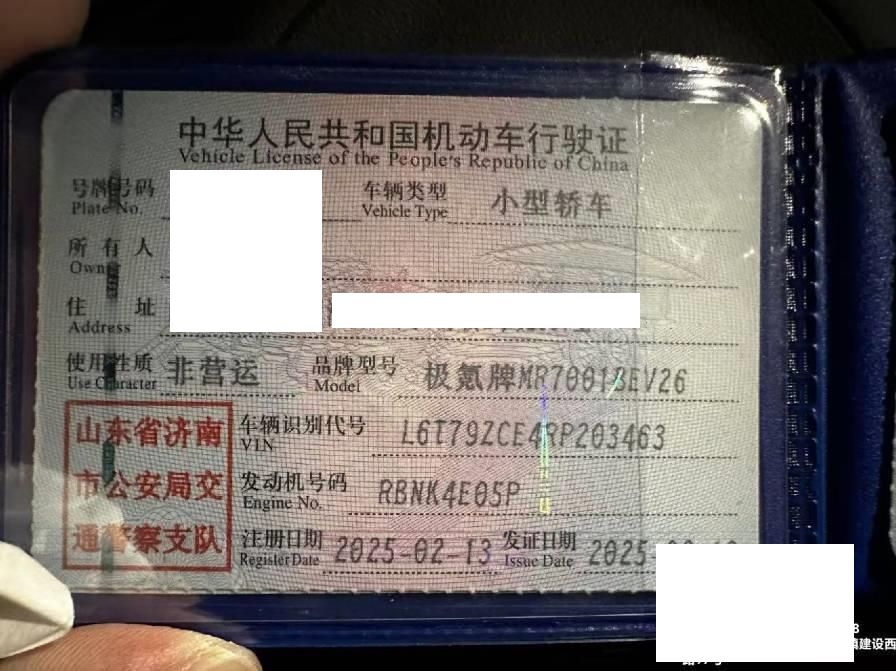 中华人民共和国机动车行驶证
Vehicle License of the People's Republic of China
号牌号码
Plate No.
车辆类型 小型轿车
Vehicle Type
所有人
Owner
住址
Address
使用性质 非营运
Use Character
品牌型号 极氪牌MR7001BEV26
Model
山东省济南
市公安局交
通警察支队
车辆识别代号 L6T79ZCE4RP203463
VIN
发动机号码 RBNK4E05P
Engine No.
注册日期 2025-02-13
Register Date
发证日期 2025
Issue Date
8
镇建设西